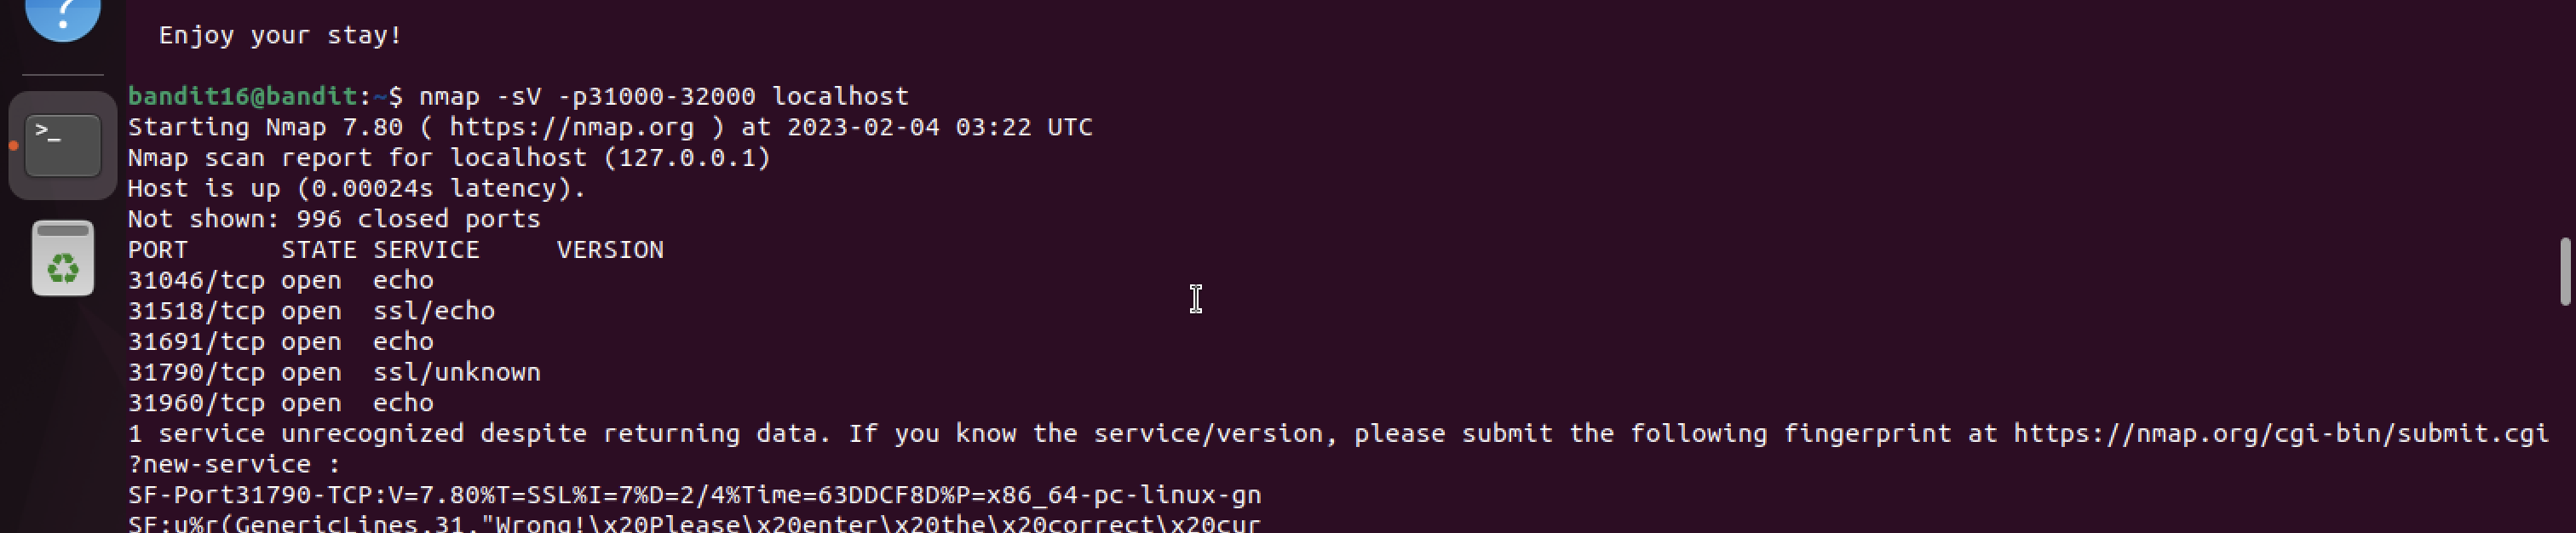 ?
Enjoy your stay!
bandit16@bandit:~$ nmap -sV -p31000-32000 localhost
Starting Nmap 7.80 ( https://nmap.org ) at 2023-02-04 03:22 UTC
Nmap scan report for localhost (127.0.0.1)
Host is up (0.00024s latency).
Not shown: 996 closed ports
PORT      STATE SERVICE     VERSION
31046/tcp open  echo
31518/tcp open  ssl/echo
31691/tcp open  echo
31790/tcp open  ssl/unknown
31960/tcp open  echo
1 service unrecognized despite returning data. If you know the service/version, please submit the following fingerprint at https://nmap.org/cgi-bin/submit.cgi
?new-service :
SF-Port31790-TCP:V=7.80%T=SSL%I=7%D=2/4%Time=63DDCF8D%P=x86_64-pc-linux-gn
SF:u%r(GenericLines,31,"Wrong!\x20Please\x20enter\x20the\x20correct\x20cur